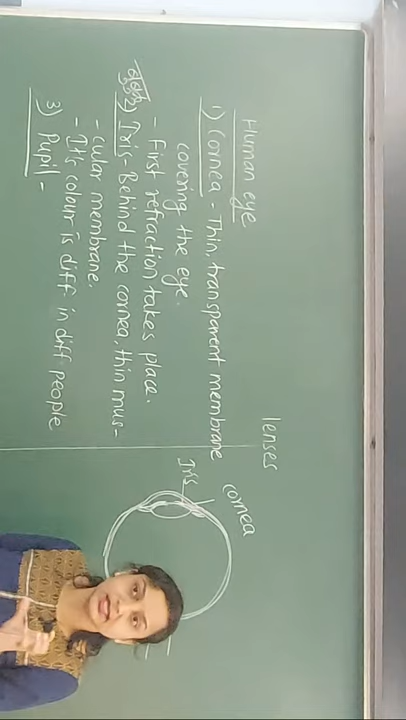 lenses
Human eye
1) Cornea - Thin, transparent membrane
covering the eye.
- First refraction takes place.
2) Iris - Behind the cornea, thin mus-
- cular membrane.
- It's colour is diff in diff people
3) Pupil -
cornea
Iris